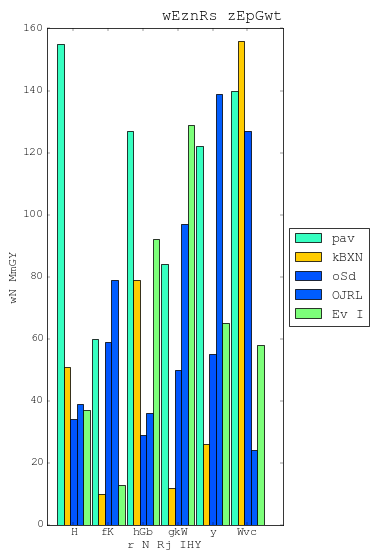 wEznRs zEpGwt
160
140
120
100
80
60
40
20
0
wN MmGY
H fK hGb gkW y Wvc
r N Rj IHY
pav
kBXN
oSd
OJRL
Ev I